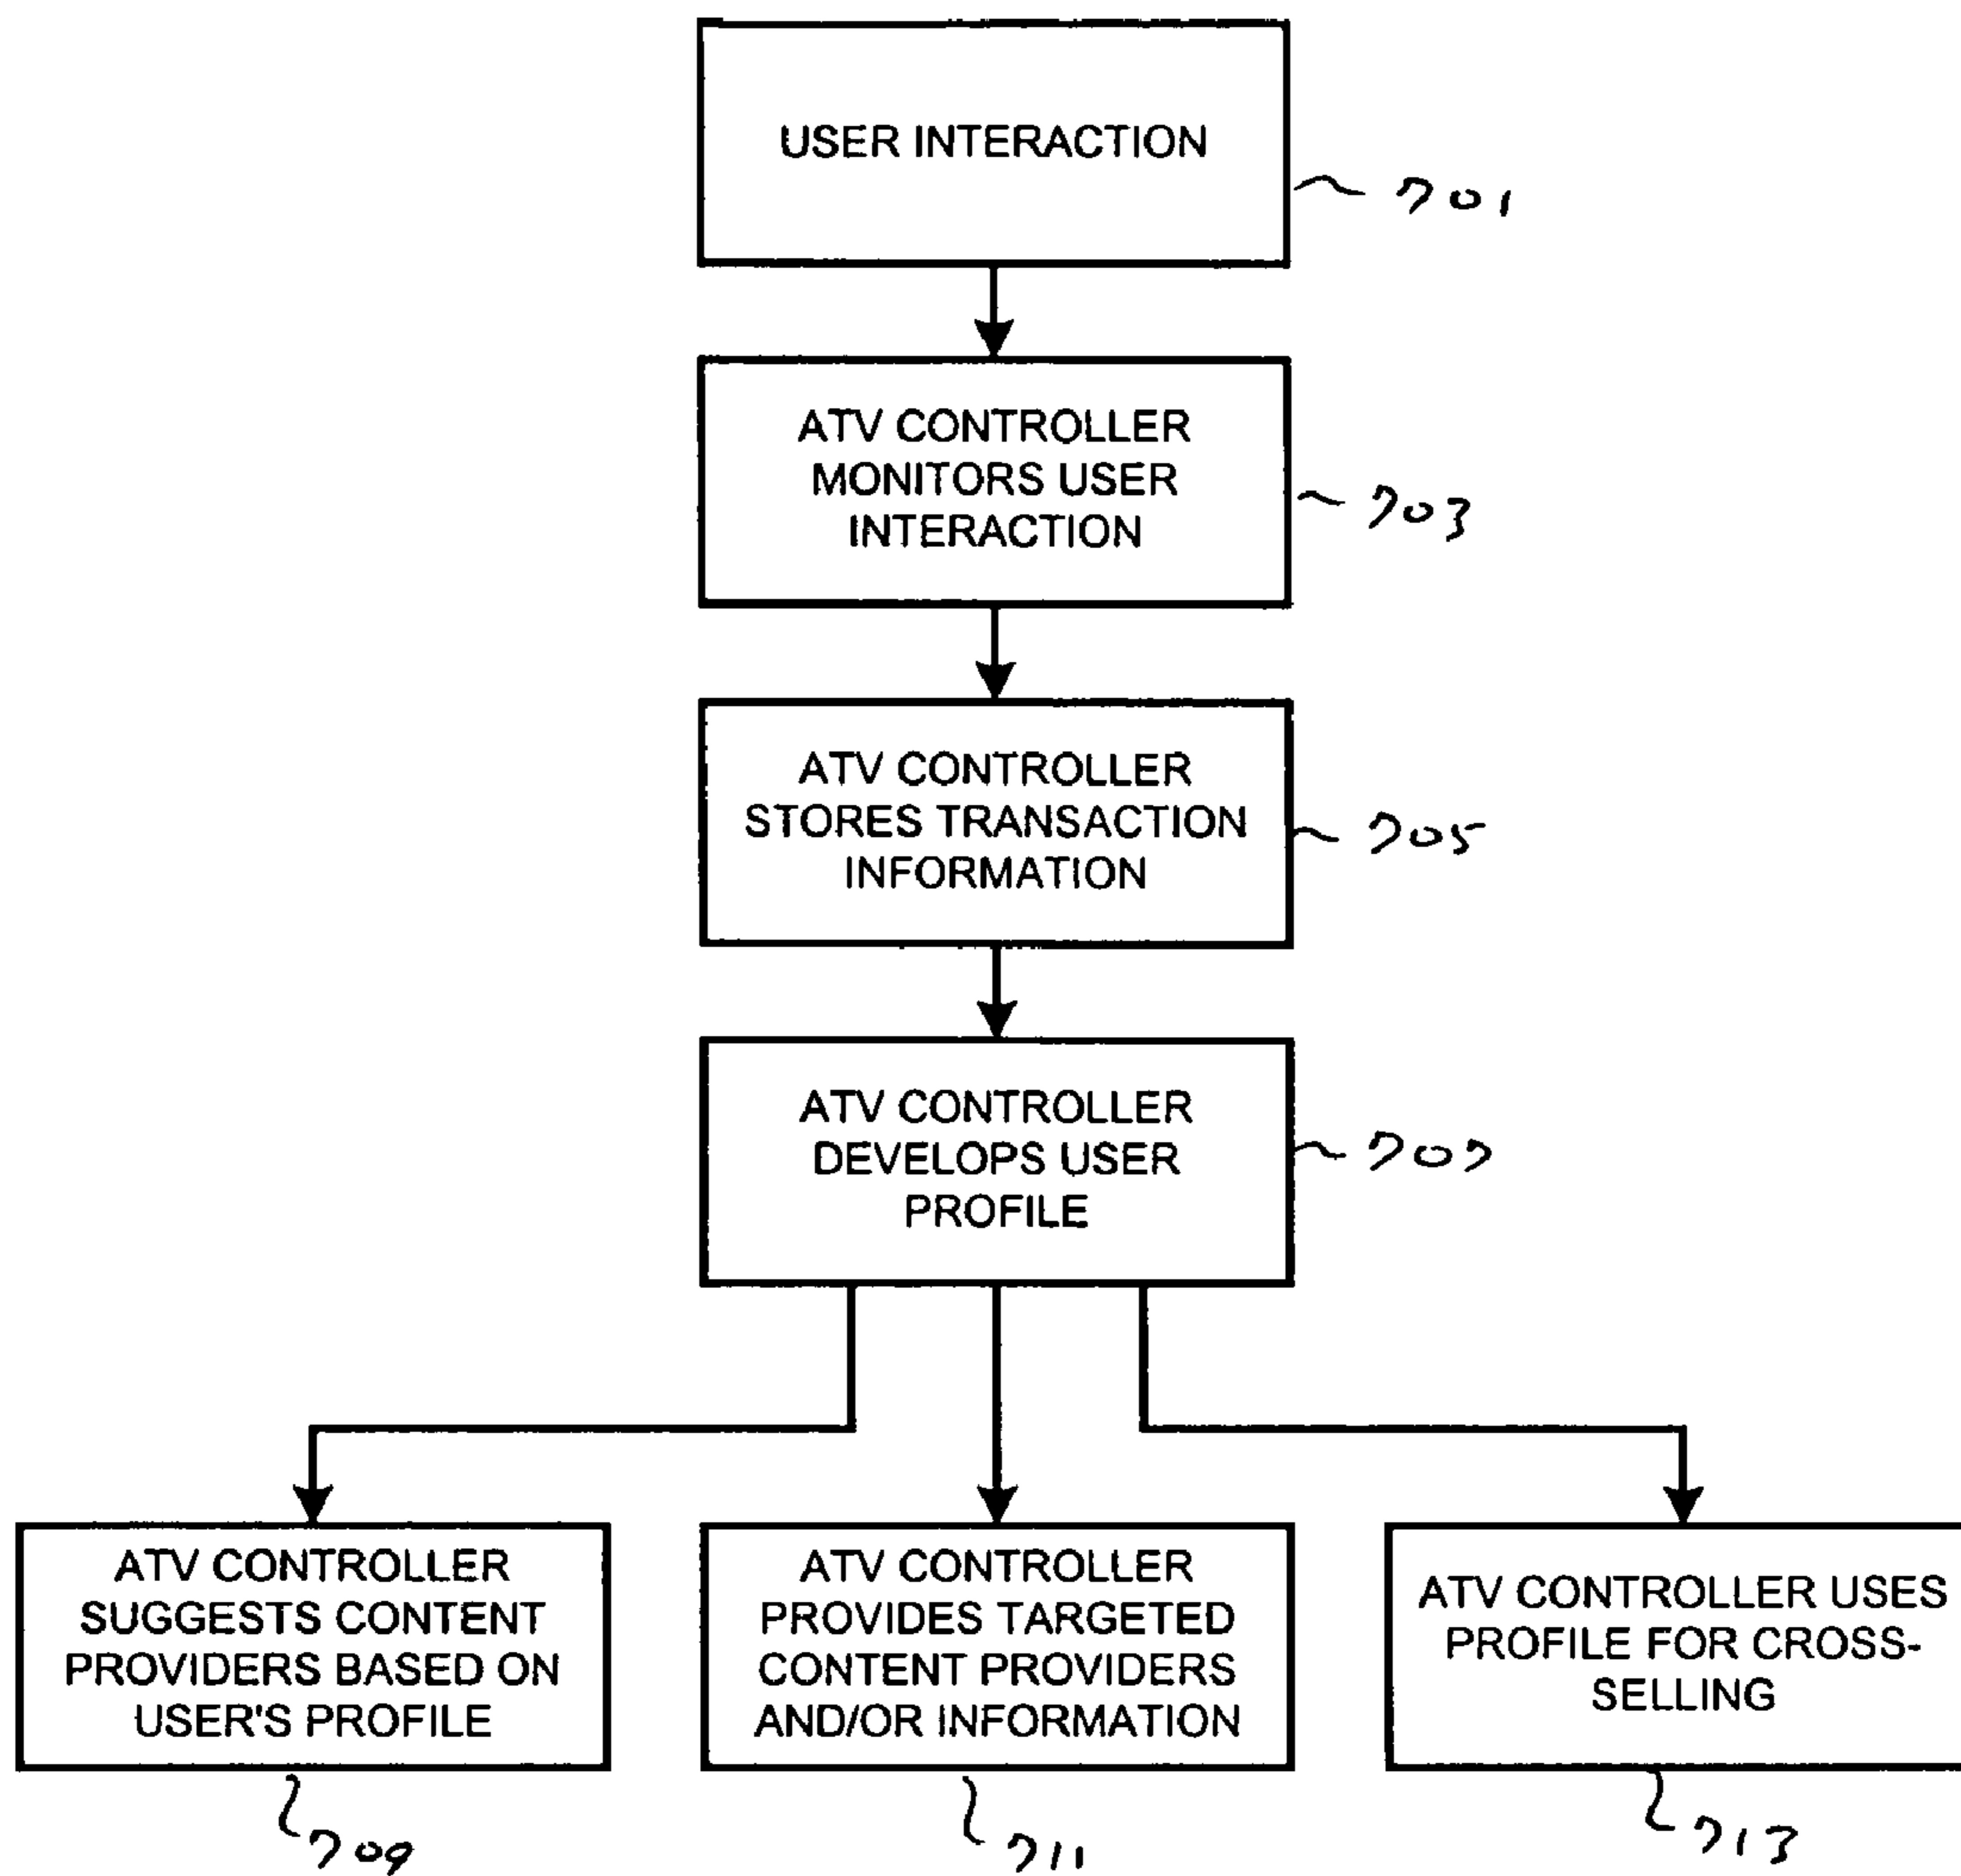 USER INTERACTION
701
ATV CONTROLLER
MONITORS USER
INTERACTION
703
ATV CONTROLLER
STORES TRANSACTION
INFORMATION
705
ATV CONTROLLER
DEVELOPS USER
PROFILE
707
ATV CONTROLLER
SUGGESTS CONTENT
PROVIDERS BASED ON
USER'S PROFILE
709
ATV CONTROLLER
PROVIDES TARGETED
CONTENT PROVIDERS
AND/OR INFORMATION
711
ATV CONTROLLER USES
PROFILE FOR CROSS-
SELLING
713